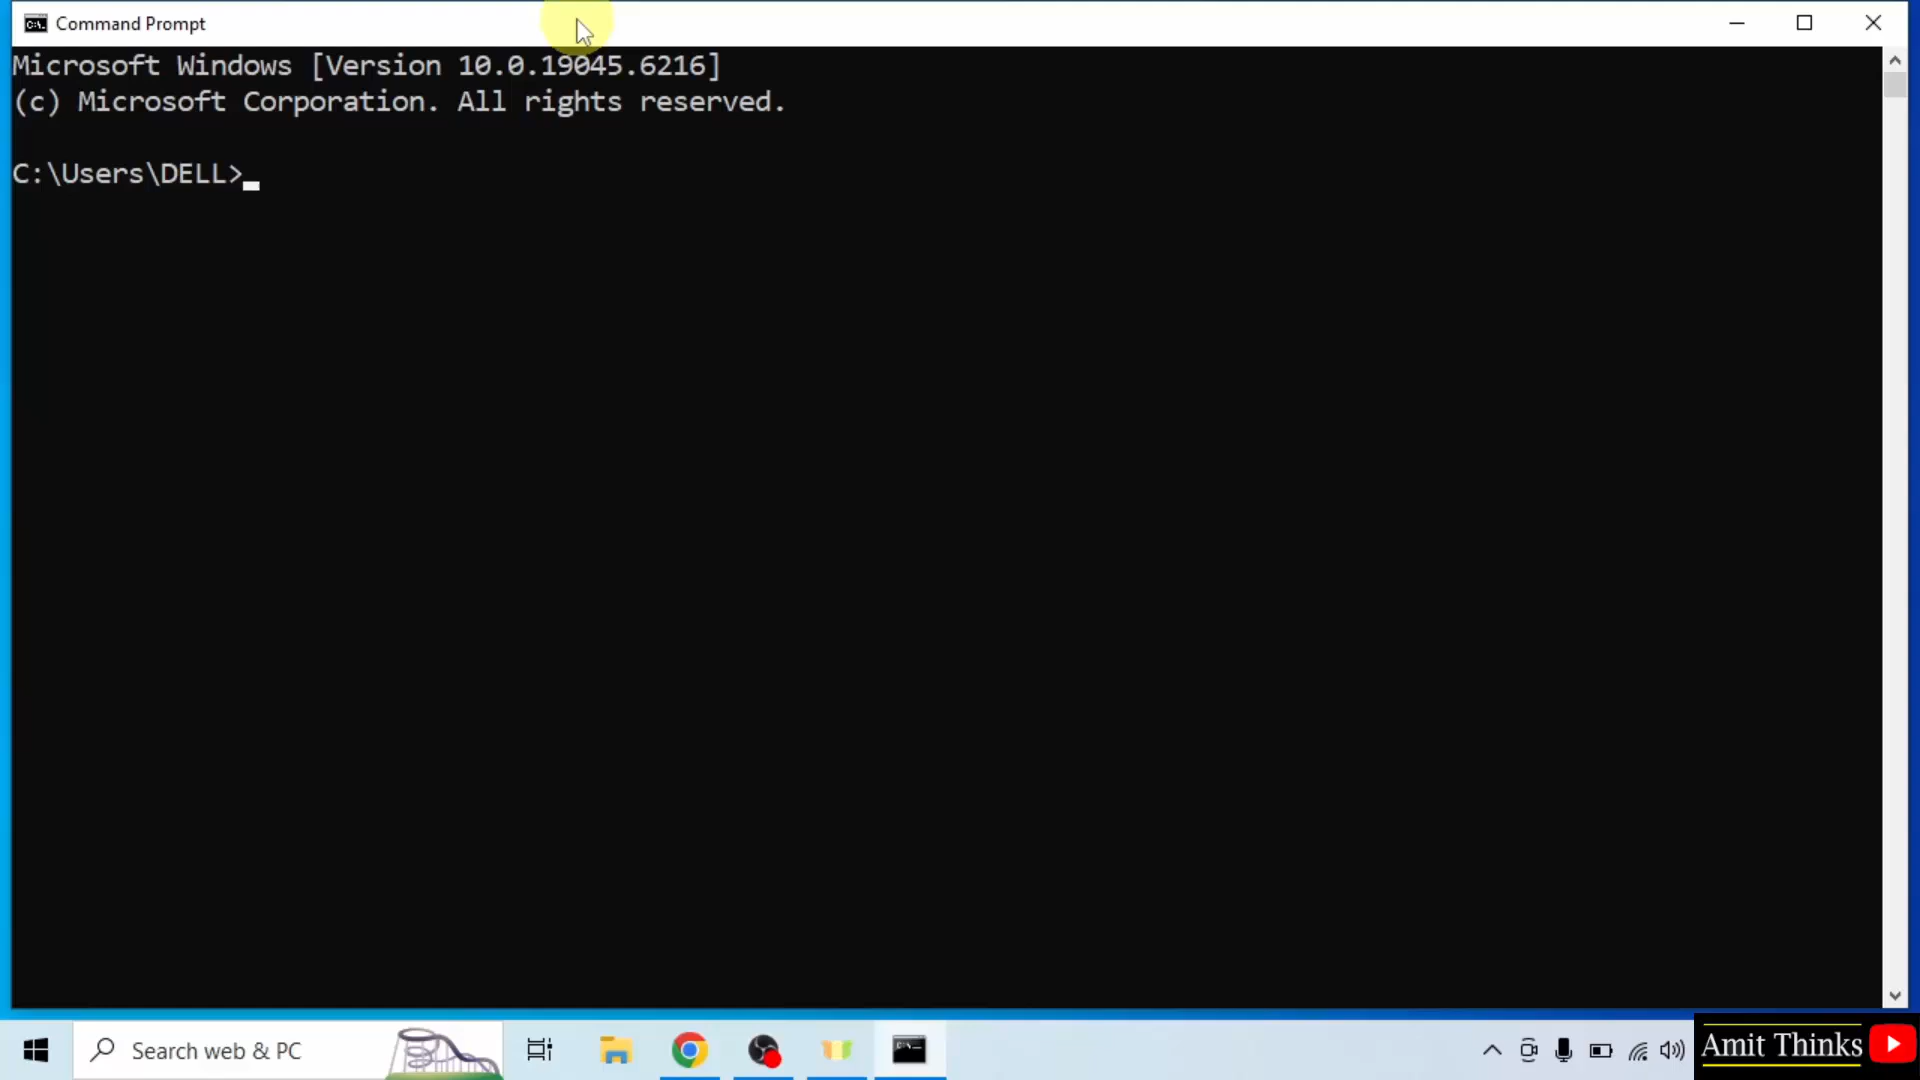 Command Prompt
Microsoft Windows [Version 10.0.19045.6216]
(c) Microsoft Corporation. All rights reserved.
C:\Users\DELL>
Search web & PC
Amit Thinks